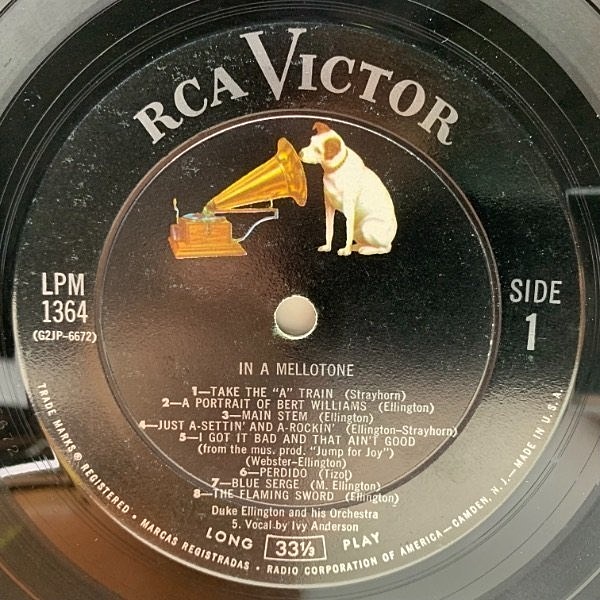 RCA VICTOR
LPM
1364
(G2JP-6672)
SIDE
1
IN A MELLOTONE
1—TAKE THE "A" TRAIN (Strayhorn)
2—A PORTRAIT OF BERT WILLIAMS (Ellington)
3—MAIN STEM (Ellington)
4—JUST A-SETTIN' AND A-ROCKIN' (Ellington-Strayhorn)
5—I GOT IT BAD AND THAT AIN'T GOOD
(from the mus. prod. "Jump for Joy")
(Webster-Ellington)
6—PERDIDO (Tizol)
7—BLUE SERGE (M. Ellington)
8—THE FLAMING SWORD (Ellington)
Duke Ellington and his Orchestra
5. Vocal by Ivy Anderson
LONG 33⅓ PLAY
TRADE MARKS ® REGISTERED • MARCAS REGISTRADAS • RADIO CORPORATION OF AMERICA—CAMDEN, N. J.—MADE IN U.S.A.